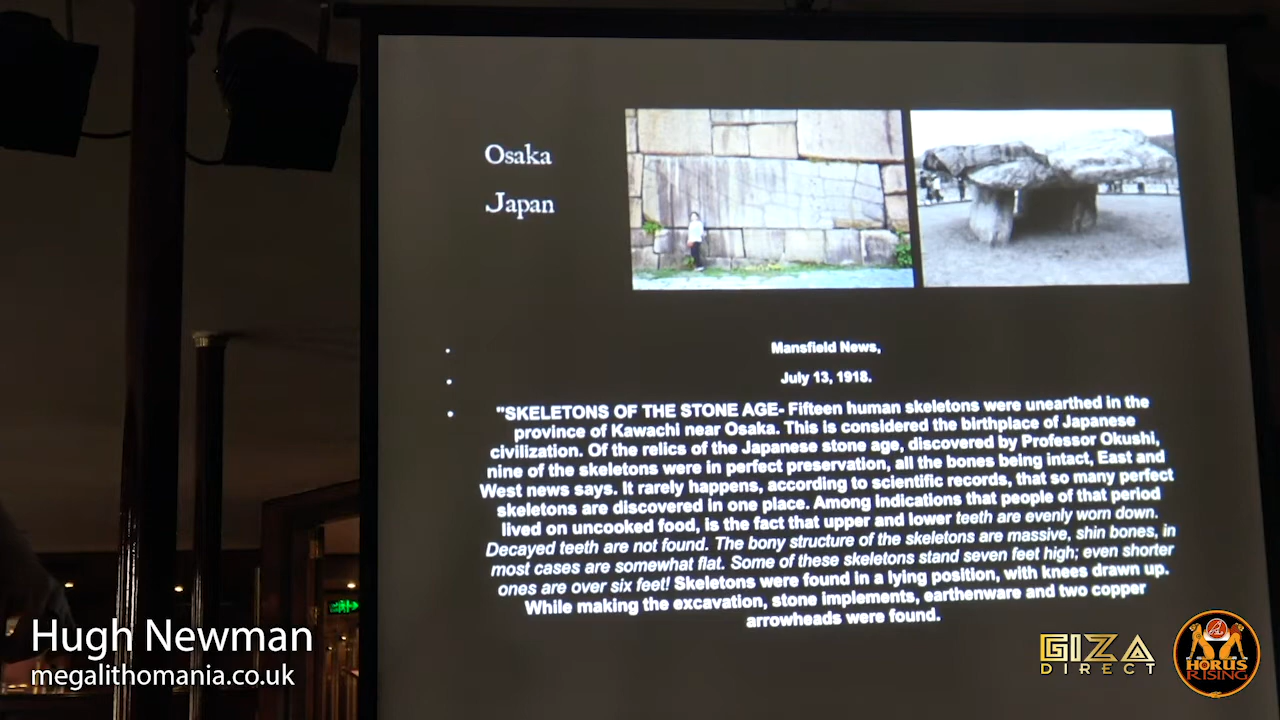 Osaka
Japan
Mansfield News,
July 13, 1918.
"SKELETONS OF THE STONE AGE- Fifteen human skeletons were unearthed in the
province of Kawachi near Osaka. This is considered the birthplace of Japanese
civilization. Of the relics of the Japanese stone age, discovered by Professor Okushi,
nine of the skeletons were in perfect preservation, all the bones being intact, East and
West news says. It rarely happens, according to scientific records, that so many perfect
skeletons are discovered in one place. Among indications that people of that period
lived on uncooked food, is the fact that upper and lower teeth are evenly worn down.
Decayed teeth are not found. The bony structure of the skeletons are massive, shin bones, in
most cases are somewhat flat. Some of these skeletons stand seven feet high; even shorter
ones are over six feet! Skeletons were found in a lying position, with knees drawn up.
While making the excavation, stone implements, earthenware and two copper
arrowheads were found.
Hugh Newman
megalithomania.co.uk
GIZA
DIRECT
HORUS
RISING